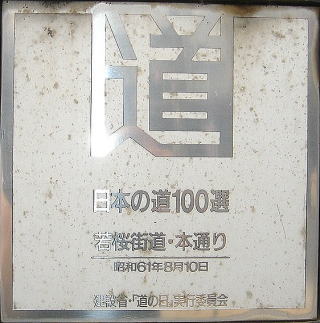 道
日本の道100選
若桜街道・本通り
昭和61年8月10日
建設省・「道の日」実行委員会